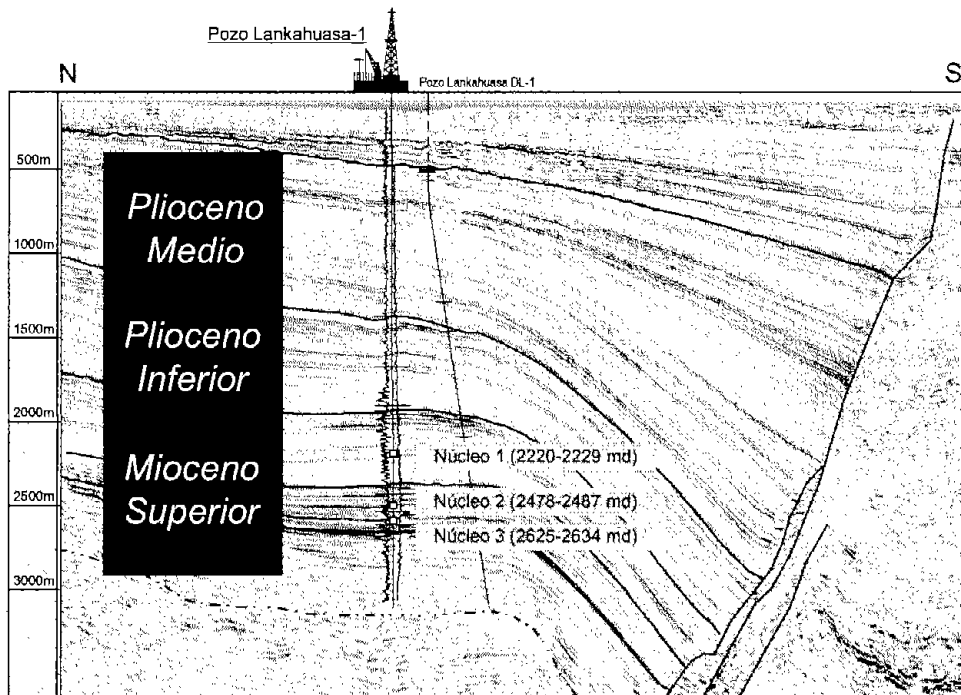 Pozo Lankahuasa-1
N
Pozo Lankahuasa DL-1
S
500m
1000m
1500m
2000m
2500m
3000m
Plioceno
Medio
Plioceno
Inferior
Mioceno
Superior
Núcleo 1 (2220-2229 md)
Núcleo 2 (2478-2487 md)
Núcleo 3 (2625-2634 md)